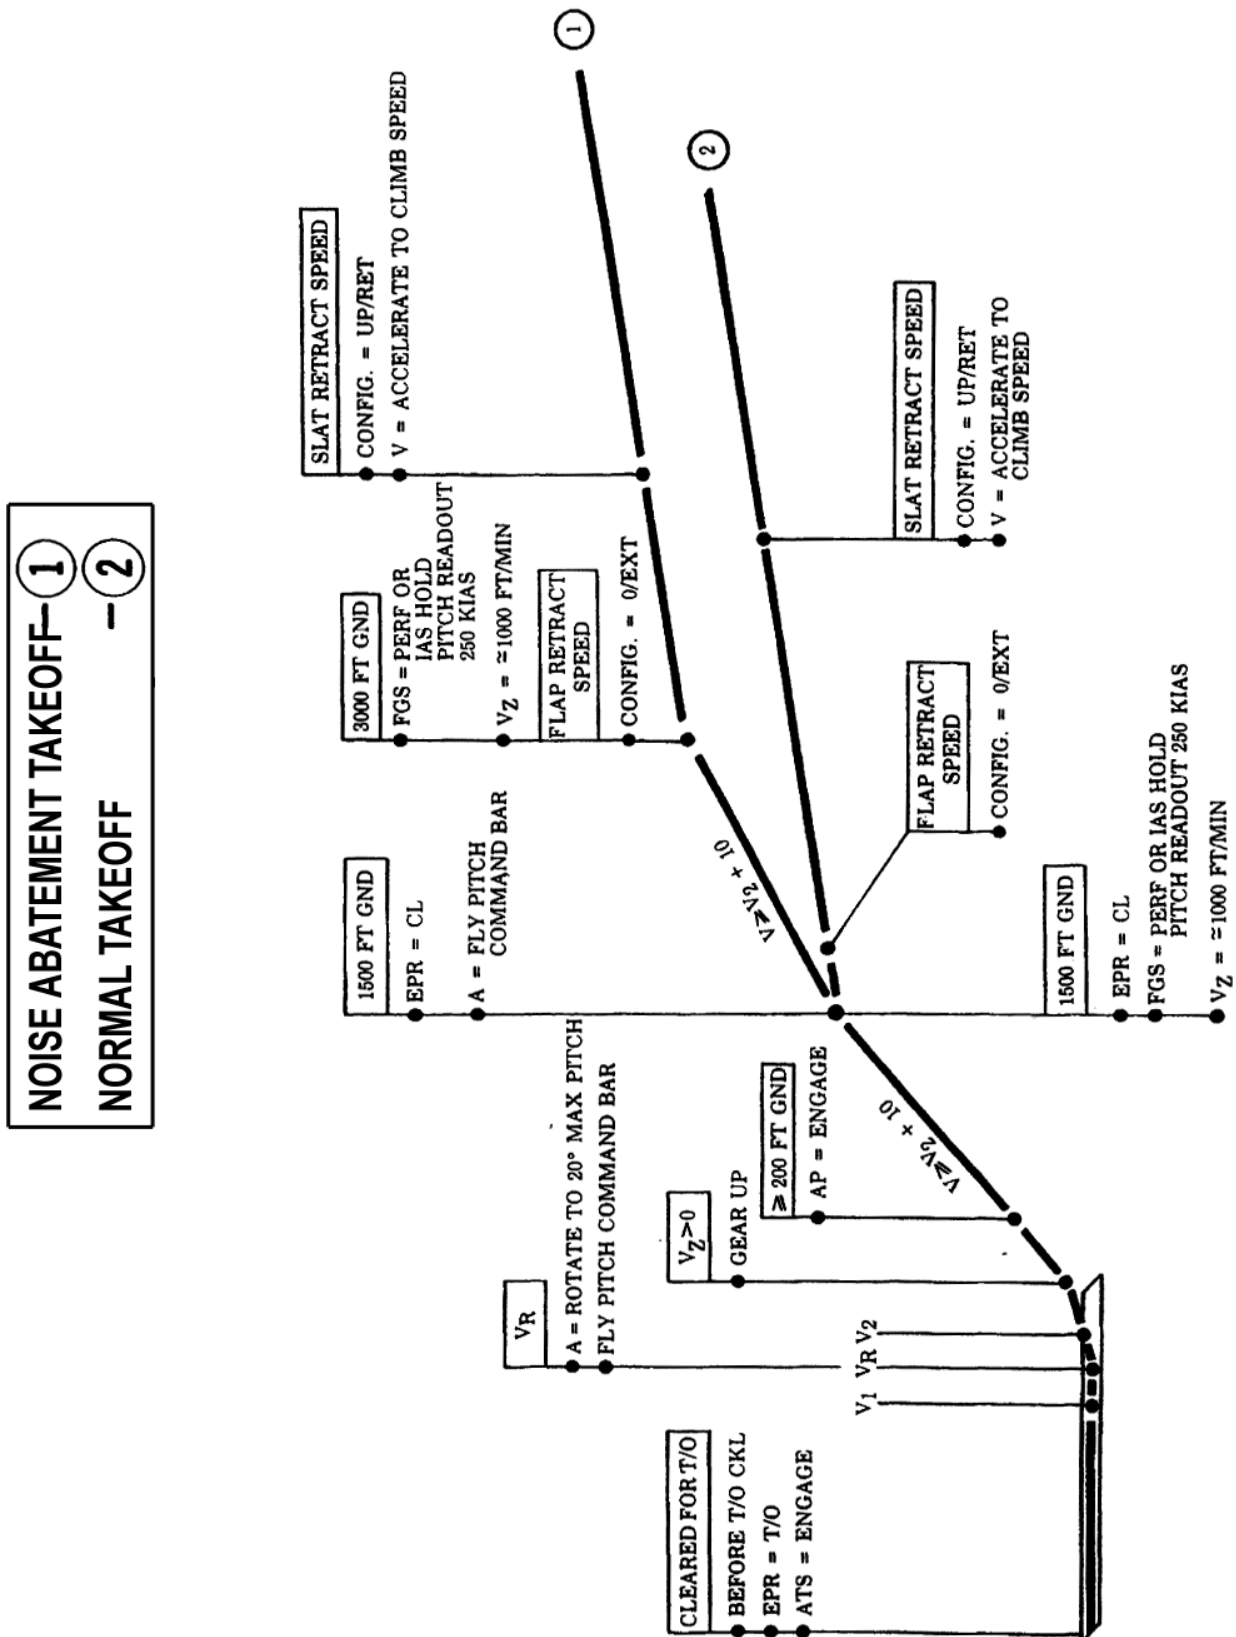 NOISE ABATEMENT TAKEOFF - 1
NORMAL TAKEOFF - 2
CLEARED FOR T/O
BEFORE T/O CKL
EPR = T/O
ATS = ENGAGE
V1
VR
V2
VR
A = ROTATE TO 20° MAX PITCH
FLY PITCH COMMAND BAR
VZ>0
GEAR UP
⩾ 200 FT GND
AP = ENGAGE
V⩾V2 + 10
1500 FT GND
EPR = CL
A = FLY PITCH
COMMAND BAR
V⩾V2 + 10
3000 FT GND
FGS = PERF OR
IAS HOLD
PITCH READOUT
250 KIAS
VZ = ≃1000 FT/MIN
FLAP RETRACT
SPEED
CONFIG. = 0/EXT
SLAT RETRACT SPEED
CONFIG. = UP/RET
V = ACCELERATE TO CLIMB SPEED
1
1500 FT GND
EPR = CL
FGS = PERF OR IAS HOLD
PITCH READOUT 250 KIAS
VZ = ≃1000 FT/MIN
FLAP RETRACT
SPEED
CONFIG. = 0/EXT
SLAT RETRACT SPEED
CONFIG. = UP/RET
V = ACCELERATE TO
CLIMB SPEED
2